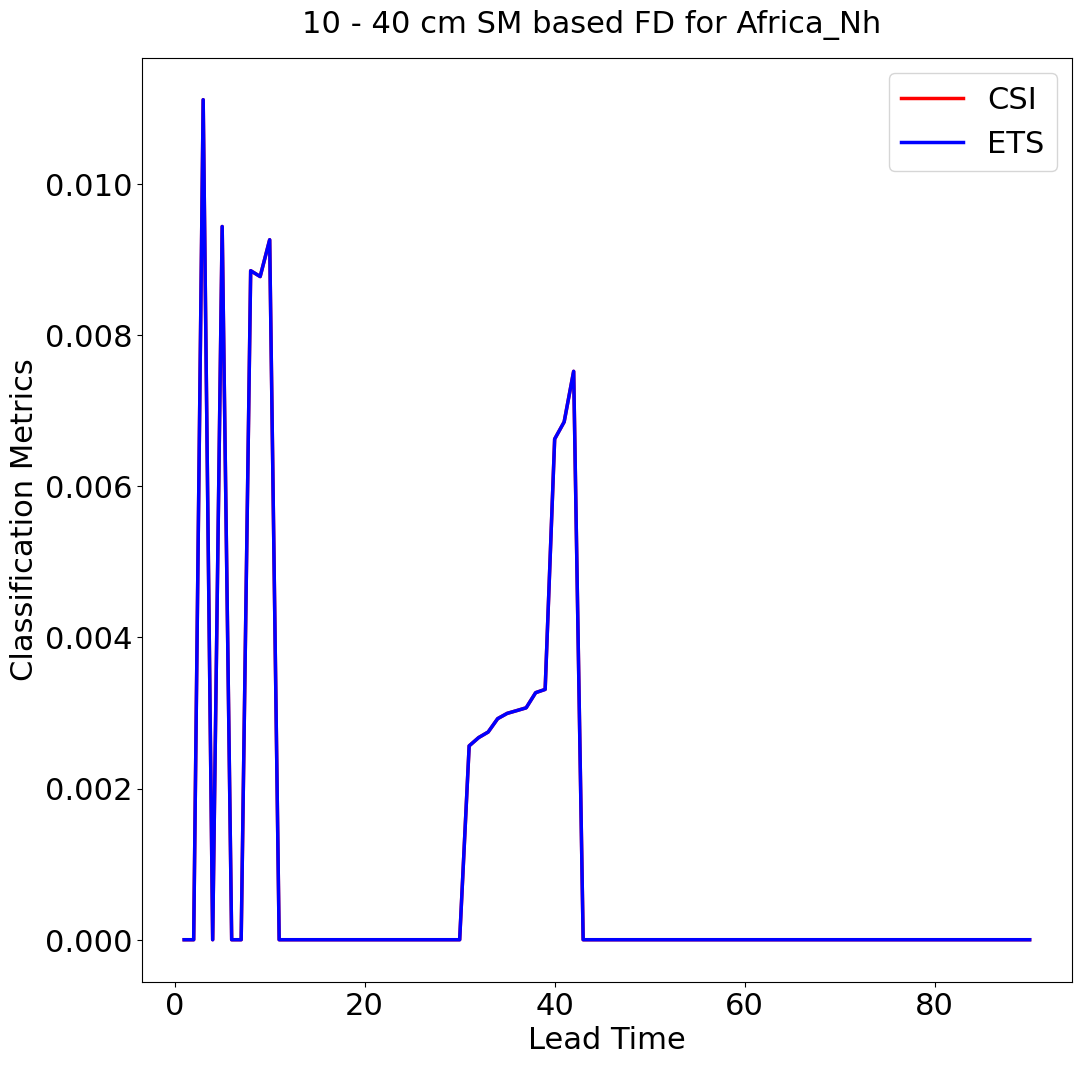 10 - 40 cm SM based FD for Africa_Nh
CSI
ETS
Classification Metrics
0.010
0.008
0.006
0.004
0.002
0.000
0 20 40 60 80
Lead Time